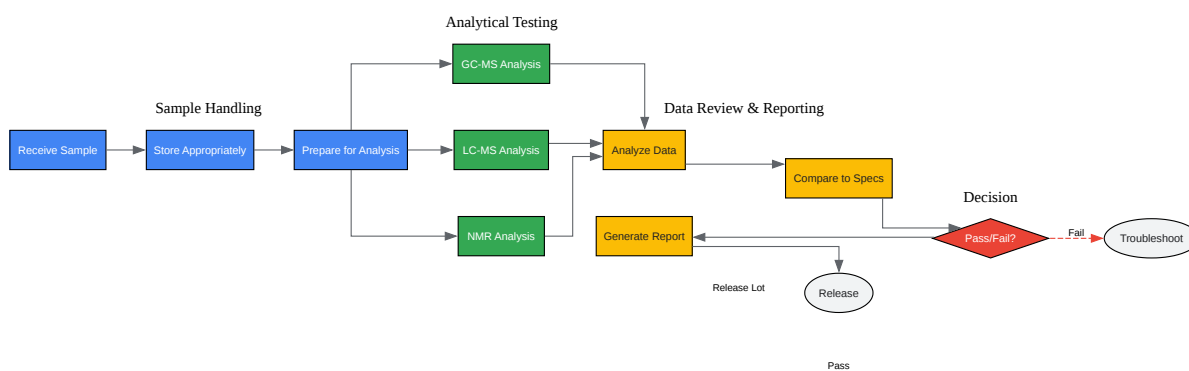 Analytical Testing
GC-MS Analysis
Sample Handling
Data Review & Reporting
Receive Sample
Store Appropriately
Prepare for Analysis
LC-MS Analysis
Analyze Data
Compare to Specs
Decision
NMR Analysis
Generate Report
Pass/Fail?
Fail
Troubleshoot
Release Lot
Release
Pass